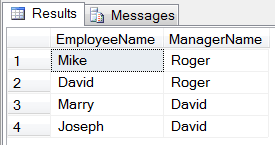 Results Messages
EmployeeName ManagerName
1 Mike Roger
2 David Roger
3 Marry David
4 Joseph David